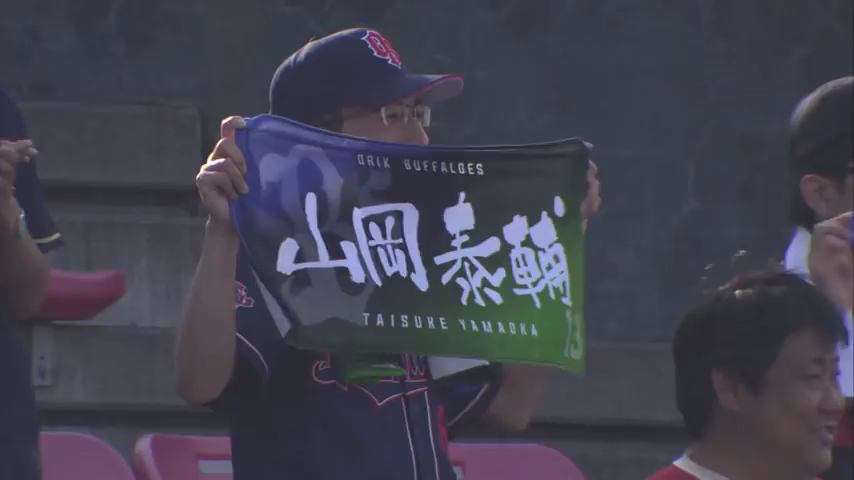 ORIX BUFFALOES
山岡泰輔
TAISUKE YAMAOKA
13